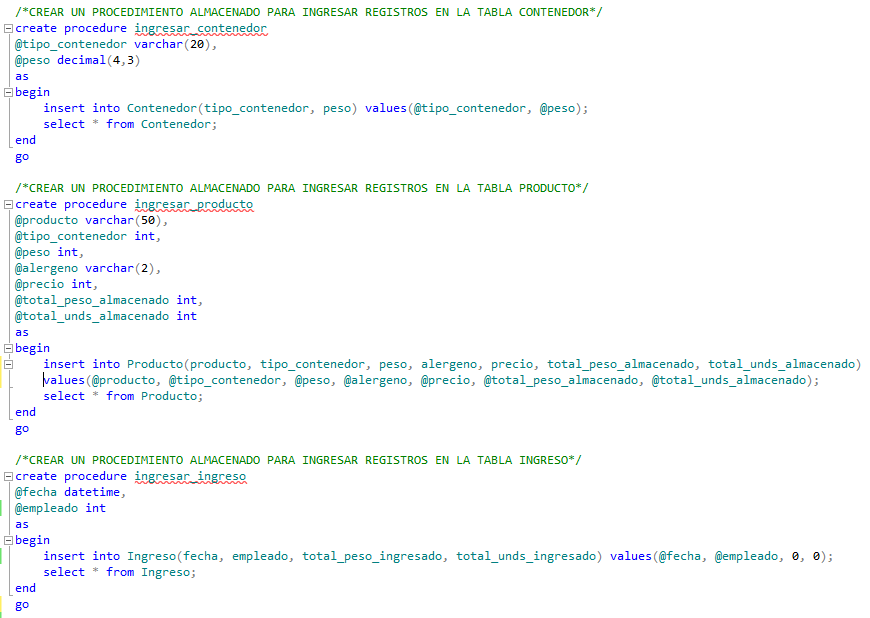 /*CREAR UN PROCEDIMIENTO ALMACENADO PARA INGRESAR REGISTROS EN LA TABLA CONTENEDOR*/
create procedure ingresar_contenedor
@tipo_contenedor varchar(20),
@peso decimal(4,3)
as
begin
    insert into Contenedor(tipo_contenedor, peso) values(@tipo_contenedor, @peso);
    select * from Contenedor;
end
go

/*CREAR UN PROCEDIMIENTO ALMACENADO PARA INGRESAR REGISTROS EN LA TABLA PRODUCTO*/
create procedure ingresar_producto
@producto varchar(50),
@tipo_contenedor int,
@peso int,
@alergeno varchar(2),
@precio int,
@total_peso_almacenado int,
@total_unds_almacenado int
as
begin
    insert into Producto(producto, tipo_contenedor, peso, alergeno, precio, total_peso_almacenado, total_unds_almacenado)
    values(@producto, @tipo_contenedor, @peso, @alergeno, @precio, @total_peso_almacenado, @total_unds_almacenado);
    select * from Producto;
end
go

/*CREAR UN PROCEDIMIENTO ALMACENADO PARA INGRESAR REGISTROS EN LA TABLA INGRESO*/
create procedure ingresar_ingreso
@fecha datetime,
@empleado int
as
begin
    insert into Ingreso(fecha, empleado, total_peso_ingresado, total_unds_ingresado) values(@fecha, @empleado, 0, 0);
    select * from Ingreso;
end
go